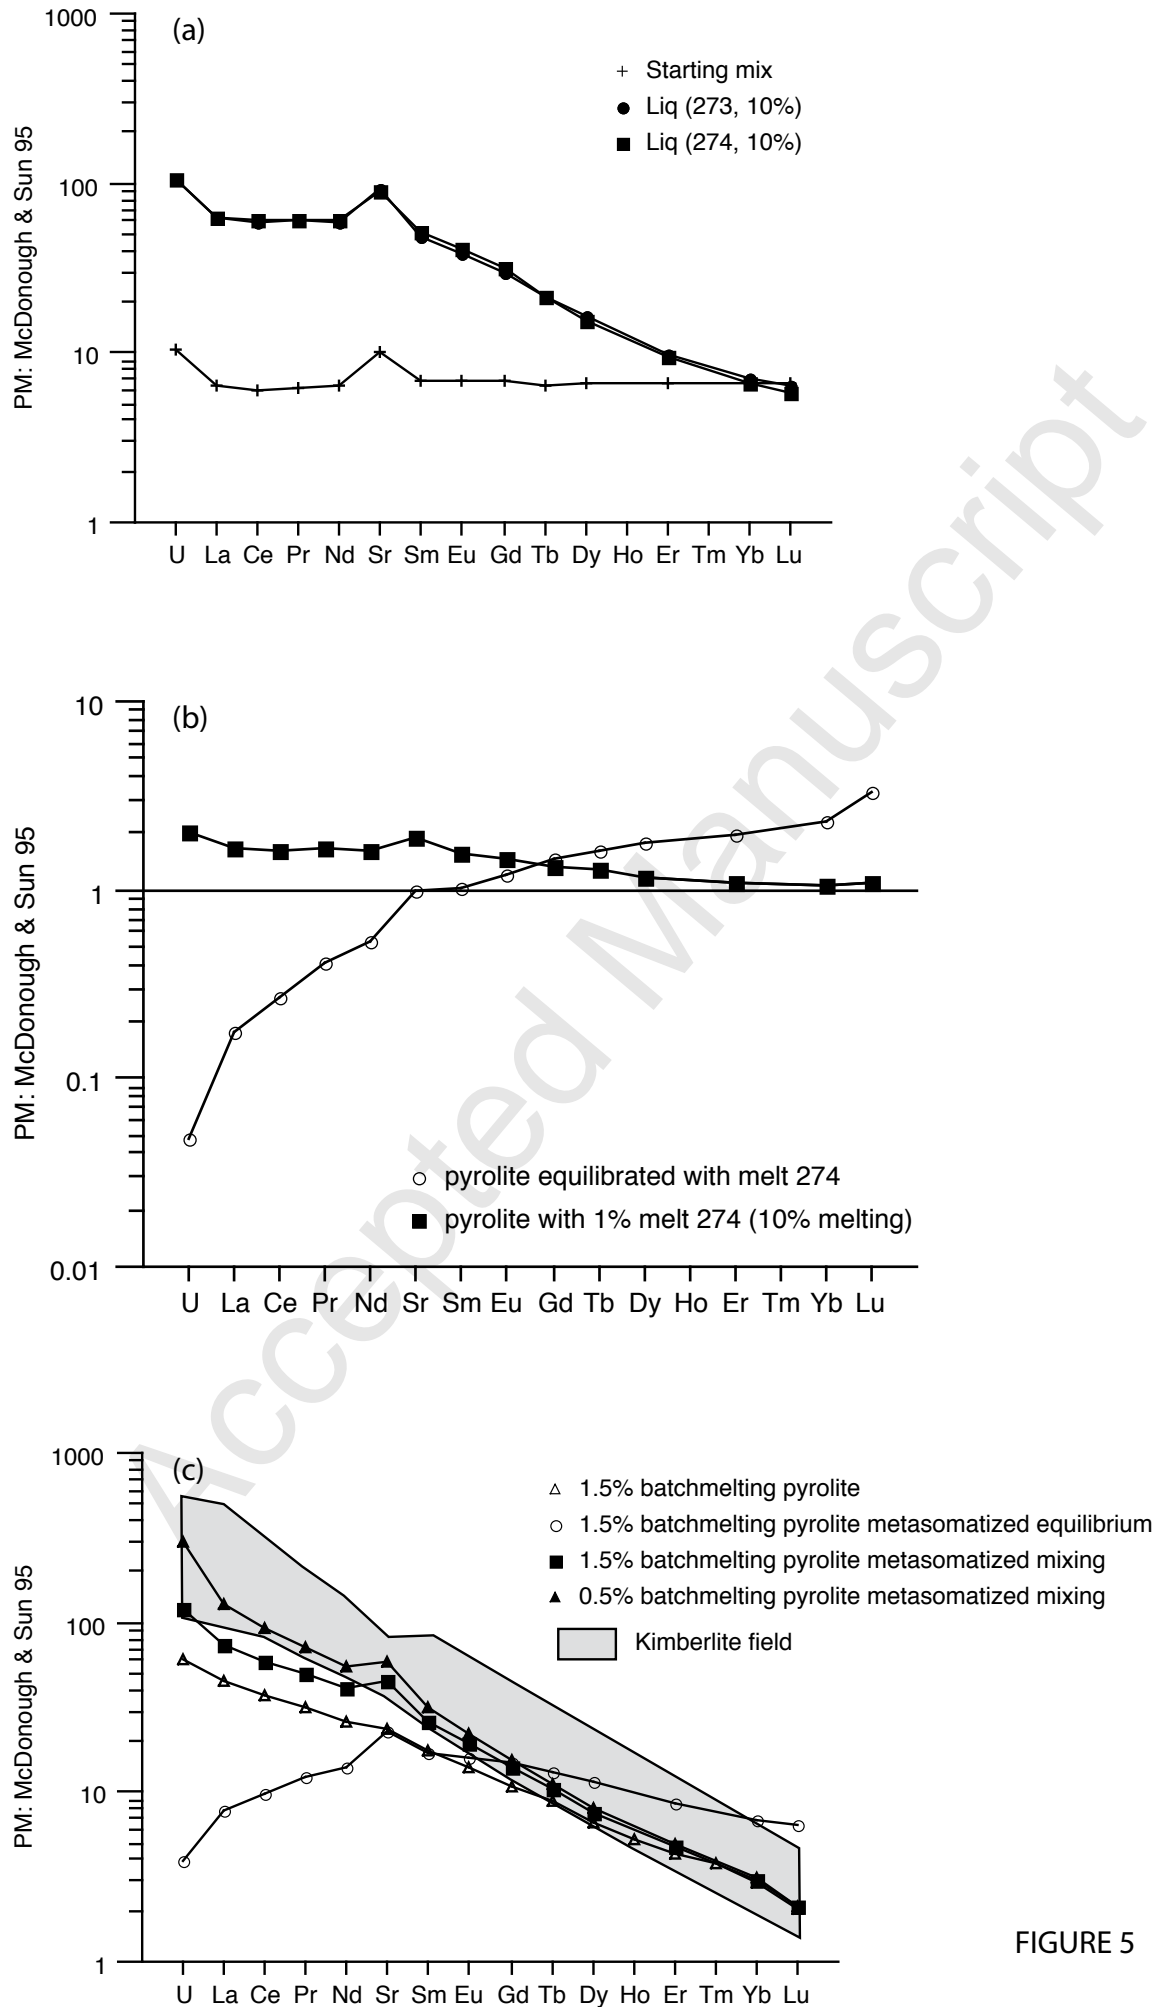 (a)
1000
100
10
1
PM: McDonough & Sun 95
Starting mix
Liq (273, 10%)
Liq (274, 10%)
U La Ce Pr Nd Sr Sm Eu Gd Tb Dy Ho Er Tm Yb Lu
(b)
10
1
0.1
0.01
PM: McDonough & Sun 95
pyrolite equilibrated with melt 274
pyrolite with 1% melt 274 (10% melting)
U La Ce Pr Nd Sr Sm Eu Gd Tb Dy Ho Er Tm Yb Lu
(c)
1000
100
10
1
PM: McDonough & Sun 95
1.5% batchmelting pyrolite
1.5% batchmelting pyrolite metasomatized equilibrium
1.5% batchmelting pyrolite metasomatized mixing
0.5% batchmelting pyrolite metasomatized mixing
Kimberlite field
U La Ce Pr Nd Sr Sm Eu Gd Tb Dy Ho Er Tm Yb Lu
FIGURE 5
Accepted Manuscript